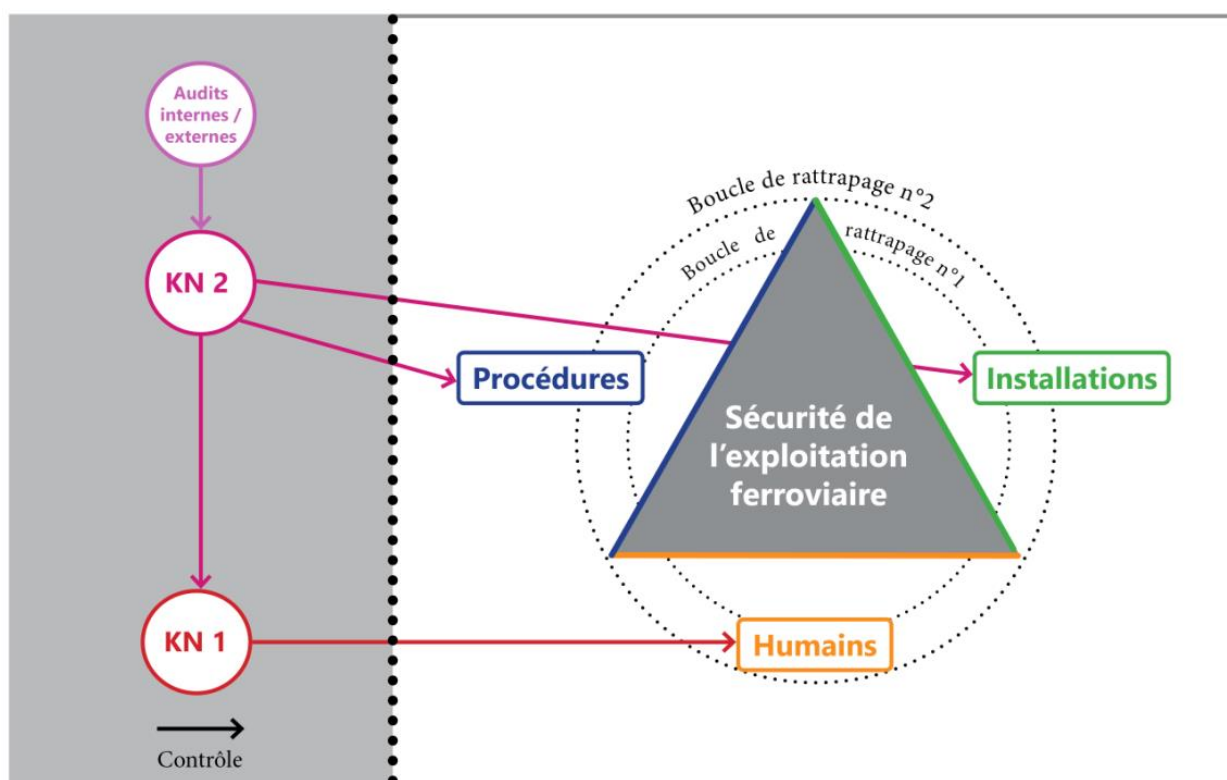 Audits
internes /
externes
KN 2
KN 1
Contrôle
Boucle de rattrapage n°2
Boucle de rattrapage n°1
Procédures
Installations
Sécurité de
l'exploitation
ferroviaire
Humains